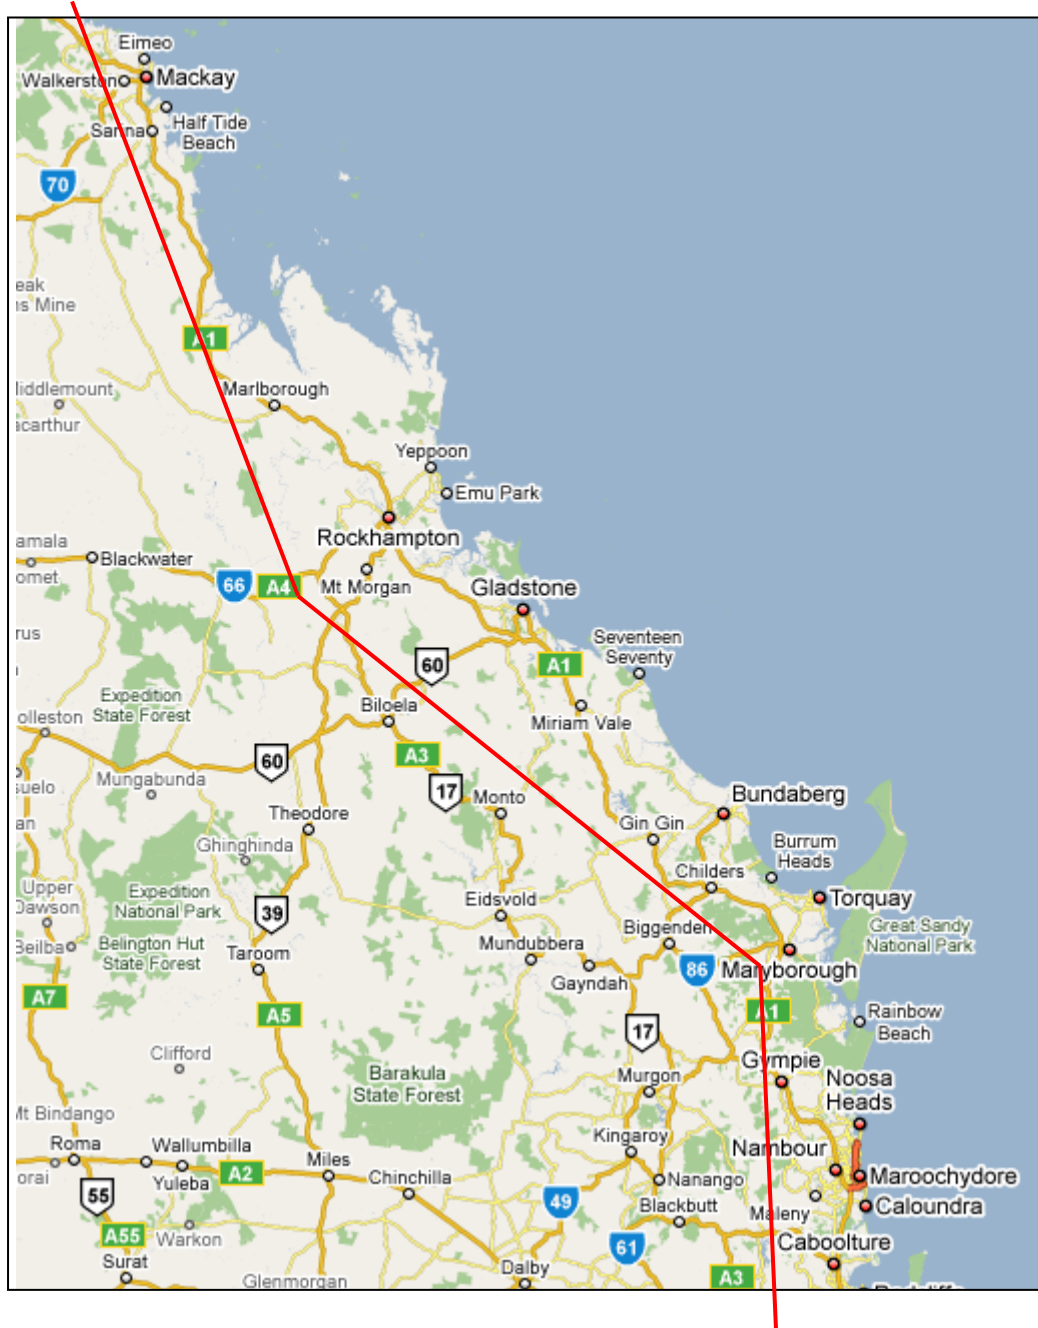 Eimeo
Walkerston
Mackay
Sarina
Half Tide
Beach
70
eak
ns Mine
A1
liddlemount
Marlborough
acarthur
Yeppoon
Emu Park
Rockhampton
amala
Blackwater
omet
66
A4
Mt Morgan
Gladstone
rus
Seventeen
Seventy
60
A1
Expedition
State Forest
Biloela
olleston
Miriam Vale
A3
60
Mungabunda
suelo
17
Monto
Bundaberg
Theodore
an
Gin Gin
Ghinghinda
Burrum
Heads
Childers
Upper
Dawson
Expedition
National Park
39
Eidsvold
Torquay
Biggenden
Great Sandy
National Park
Beilba
Belington Hut
State Forest
Taroom
Mundubbera
Gayndah
86
Maryborough
A7
A5
A1
Rainbow
Beach
17
Clifford
Gympie
Barakula
State Forest
Murgon
Noosa
Heads
Mt Bindango
Roma
Wallumbilla
Kingaroy
Nambour
orai
Yuleba
A2
Miles
Chinchilla
Nanango
Maroochydore
55
49
Blackbutt
Maleny
Caloundra
A55
Warkon
61
Caboolture
Surat
Glenmorgan
Dalby
A3